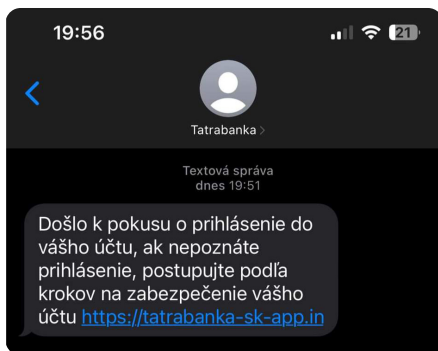 19:56
21
Tatrabanka
Textová správa
dnes 19:51
Došlo k pokusu o prihlásenie do
vášho účtu, ak nepoznáte
prihlásenie, postupujte podľa
krokov na zabezpečenie vášho
účtu https://tatrabanka-sk-app.in